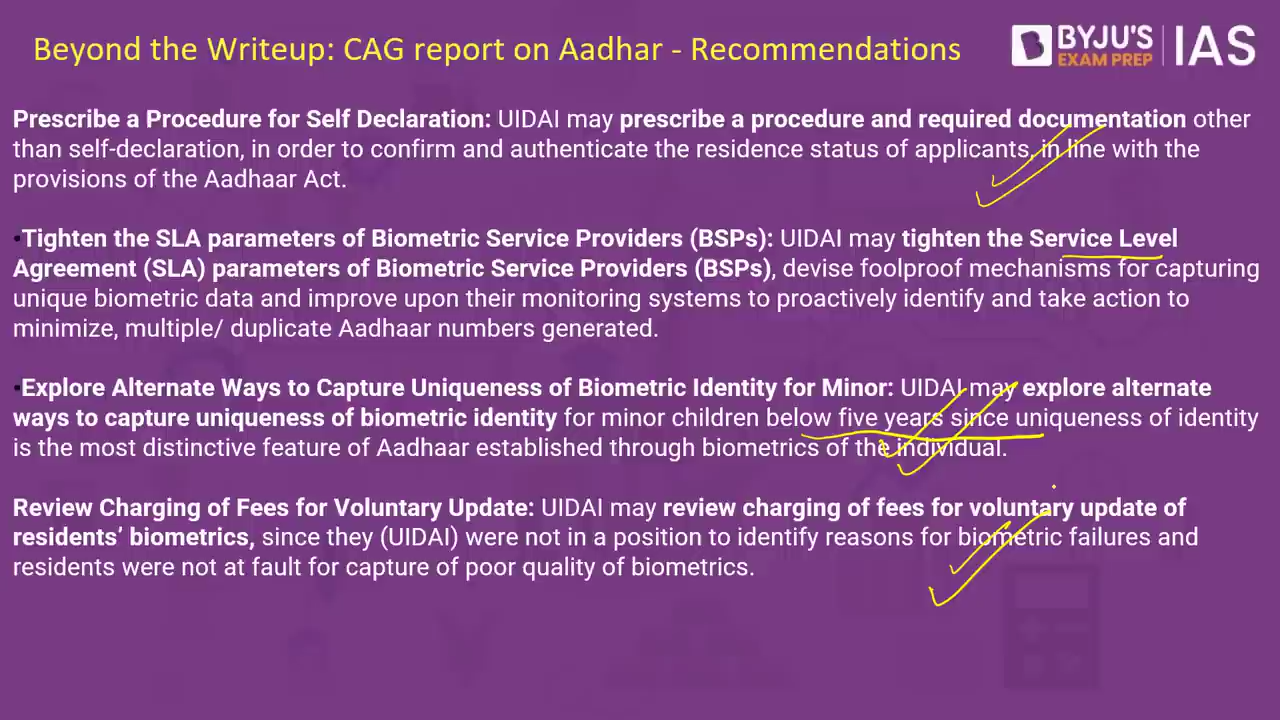 Beyond the Writeup: CAG report on Aadhar - Recommendations
BYJU'S
EXAM PREP
IAS
Prescribe a Procedure for Self Declaration: UIDAI may prescribe a procedure and required documentation other
than self-declaration, in order to confirm and authenticate the residence status of applicants, in line with the
provisions of the Aadhaar Act.
•Tighten the SLA parameters of Biometric Service Providers (BSPs): UIDAI may tighten the Service Level
Agreement (SLA) parameters of Biometric Service Providers (BSPs), devise foolproof mechanisms for capturing
unique biometric data and improve upon their monitoring systems to proactively identify and take action to
minimize, multiple/ duplicate Aadhaar numbers generated.
•Explore Alternate Ways to Capture Uniqueness of Biometric Identity for Minor: UIDAI may explore alternate
ways to capture uniqueness of biometric identity for minor children below five years since uniqueness of identity
is the most distinctive feature of Aadhaar established through biometrics of the individual.
Review Charging of Fees for Voluntary Update: UIDAI may review charging of fees for voluntary update of
residents’ biometrics, since they (UIDAI) were not in a position to identify reasons for biometric failures and
residents were not at fault for capture of poor quality of biometrics.